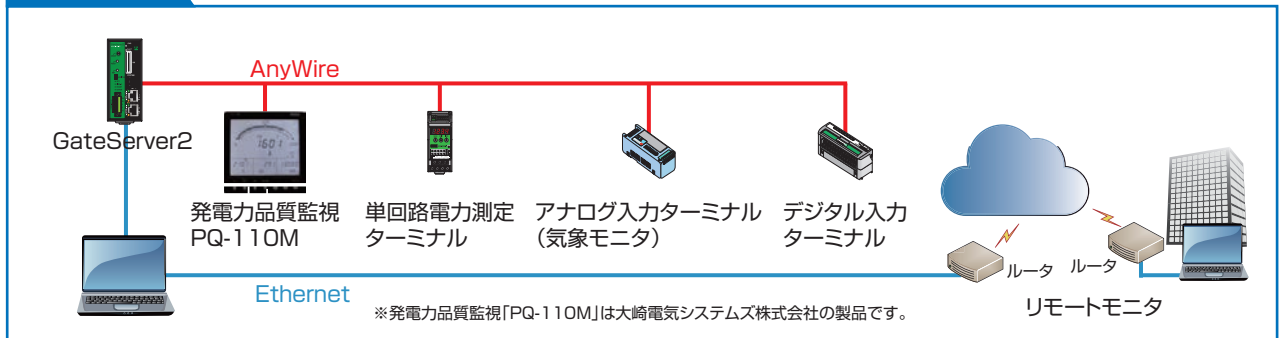 AnyWire
GateServer2
1601
発電力品質監視
PQ-110M
単回路電力測定
ターミナル
アナログ入力ターミナル
(気象モニタ)
デジタル入力
ターミナル
ルータ
ルータ
Ethernet
リモートモニタ
※発電力品質監視「PQ-110M」は大崎電気システムズ株式会社の製品です。